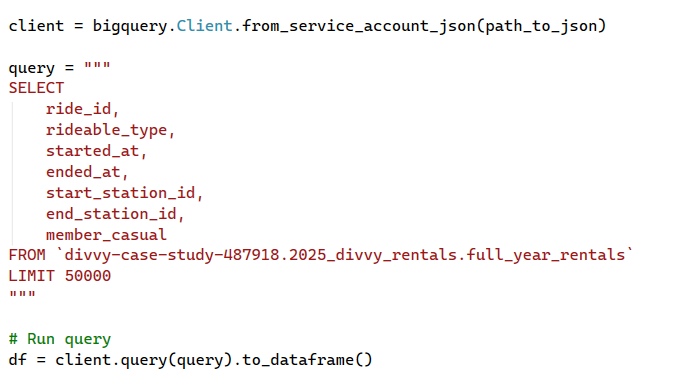 client = bigquery.Client.from_service_account_json(path_to_json)
query = """
SELECT
ride_id,
rideable_type,
started_at,
ended_at,
start_station_id,
end_station_id,
member_casual
FROM `divvy-case-study-487918.2025_divvy_rentals.full_year_rentals`
LIMIT 50000
"""
# Run query
df = client.query(query).to_dataframe()